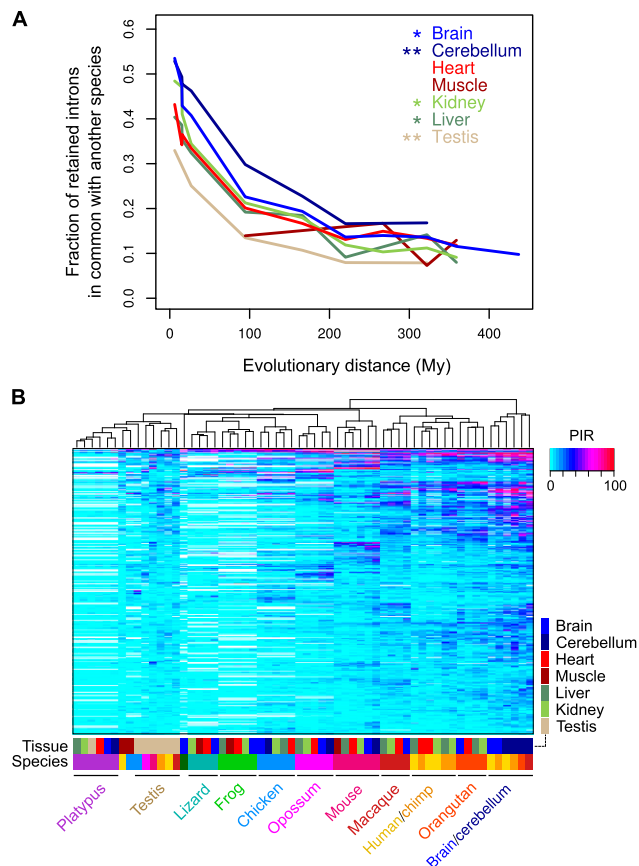 A
Fraction of retained introns
in common with another species
0.6
0.5
0.4
0.3
0.2
0.1
0.0
* Brain
** Cerebellum
Heart
Muscle
* Kidney
* Liver
** Testis
0 100 200 300 400
Evolutionary distance (My)
B
PIR
0 100
Brain
Cerebellum
Heart
Muscle
Liver
Kidney
Testis
Tissue
Species
Platypus
Testis
Lizard
Frog
Chicken
Opossum
Mouse
Macaque
Human/chimp
Orangutan
Brain/cerebellum